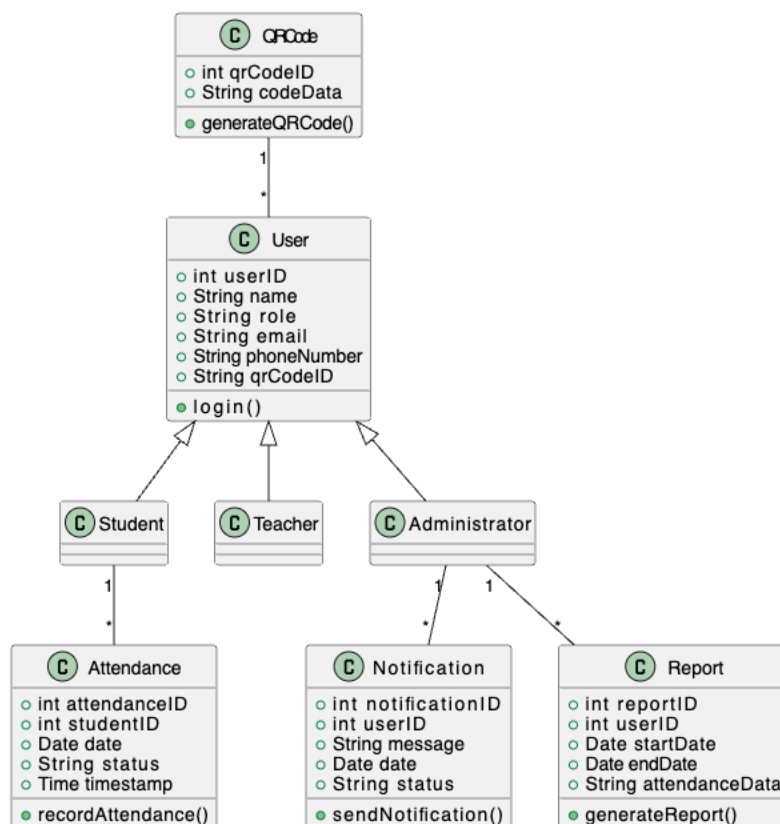 C QRCode
int qrCodeID
String codeData
generateQRCode()
1
*
C User
int userID
String name
String role
String email
String phoneNumber
String qrCodeID
login()
C Student
C Teacher
C Administrator
1
1
1
*
*
*
C Attendance
int attendanceID
int studentID
Date date
String status
Time timestamp
recordAttendance()
C Notification
int notificationID
int userID
String message
Date date
String status
sendNotification()
C Report
int reportID
int userID
Date startDate
Date endDate
String attendanceData
generateReport()